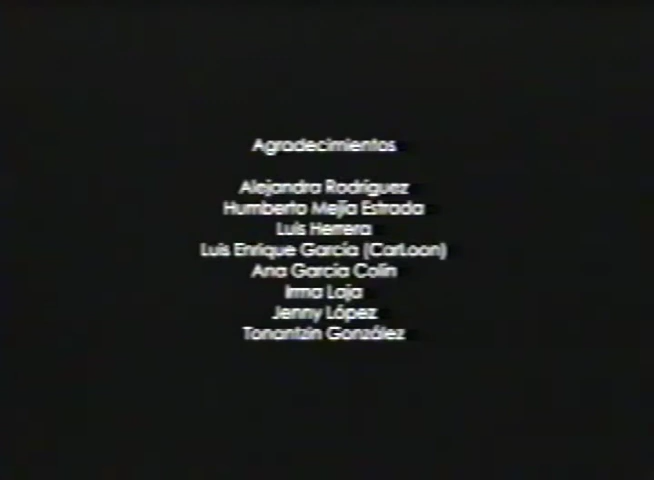 Agradecimientos
Alejandra Rodríguez
Humberto Mejía Estrada
Luis Herrera
Luis Enrique García (CarLoon)
Ana García Colín
Irma Laja
Jenny López
Tonantzin González